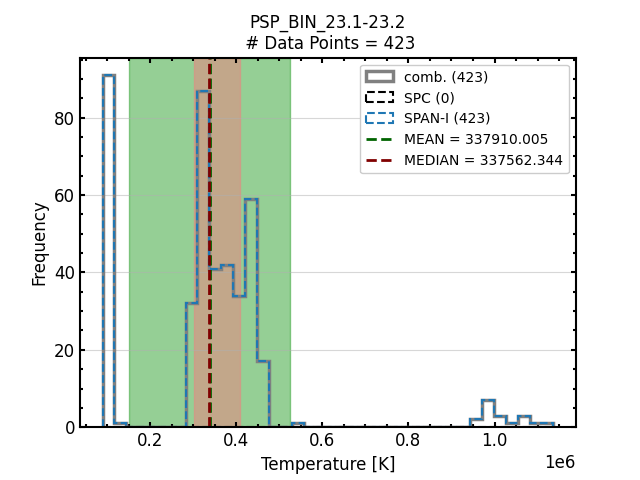 PSP_BIN_23.1-23.2
# Data Points = 423
comb. (423)
SPC (0)
SPAN-I (423)
MEAN = 337910.005
MEDIAN = 337562.344
Frequency
80
60
40
20
0
0.2 0.4 0.6 0.8 1.0
1e6
Temperature [K]